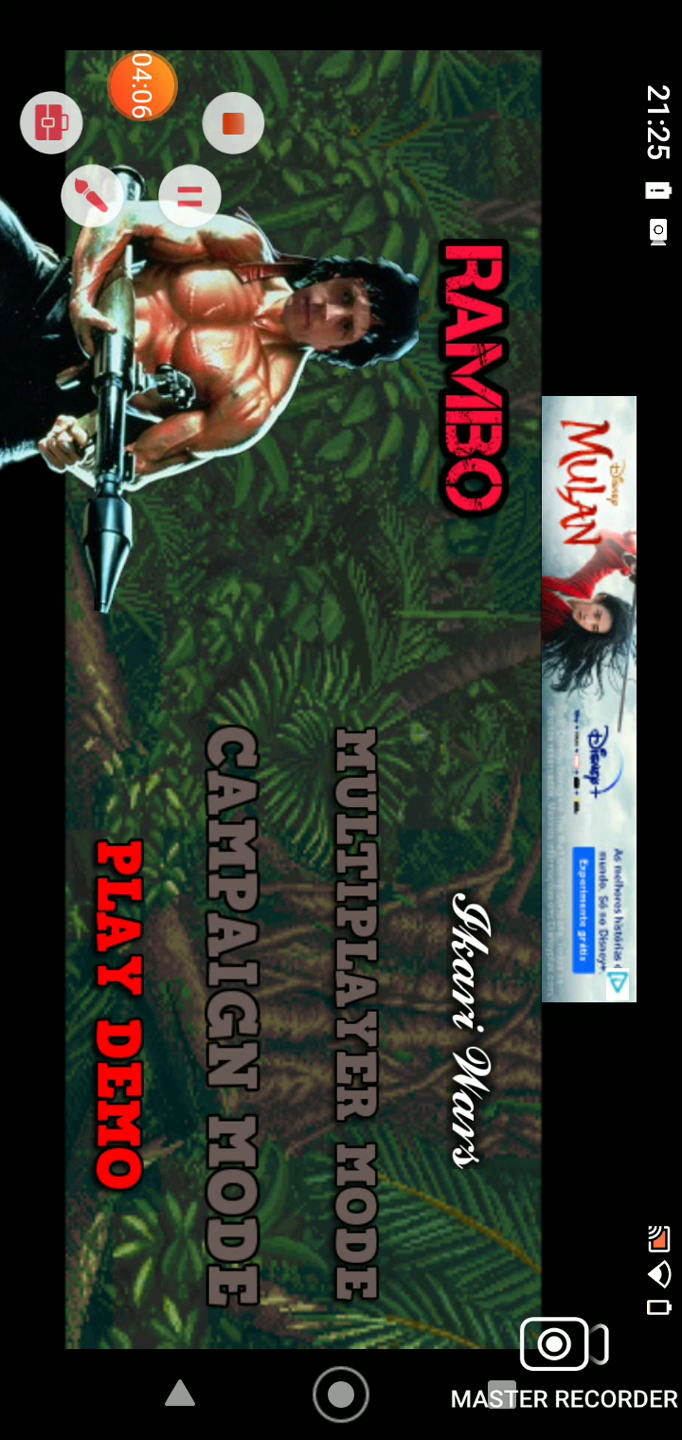 21:25
04:06
Disney
MULAN
Disney+
As melhores histórias
mundo. Só no Disney+
Experimente grátis
RAMBO
Ikari Wars
MULTIPLAYER MODE
CAMPAIGN MODE
PLAY DEMO
MASTER RECORDER